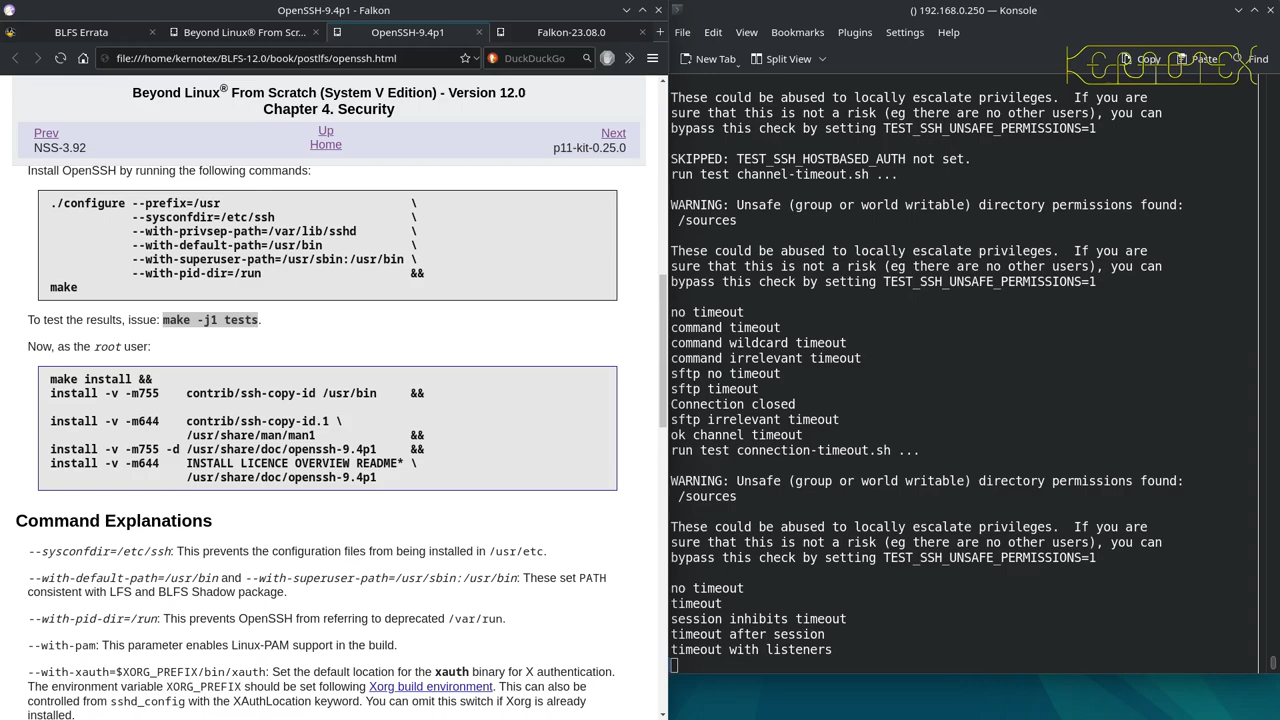 OpenSSH-9.4p1 - Falkon
BLFS Errata
Beyond Linux® From Scr...
OpenSSH-9.4p1
Falkon-23.08.0
file:///home/kernotex/BLFS-12.0/book/postlfs/openssh.html
DuckDuckGo
Beyond Linux® From Scratch (System V Edition) - Version 12.0
Chapter 4. Security
Prev
Up
Next
NSS-3.92
Home
p11-kit-0.25.0
Install OpenSSH by running the following commands:
./configure --prefix=/usr \
--sysconfdir=/etc/ssh \
--with-privsep-path=/var/lib/sshd \
--with-default-path=/usr/bin \
--with-superuser-path=/usr/sbin:/usr/bin \
--with-pid-dir=/run &&
make
To test the results, issue: make -j1 tests.
Now, as the root user:
make install &&
install -v -m755 contrib/ssh-copy-id /usr/bin &&
install -v -m644 contrib/ssh-copy-id.1 \
/usr/share/man/man1 &&
install -v -m755 -d /usr/share/doc/openssh-9.4p1 &&
install -v -m644 INSTALL LICENCE OVERVIEW README* \
/usr/share/doc/openssh-9.4p1
Command Explanations
--sysconfdir=/etc/ssh: This prevents the configuration files from being installed in /usr/etc.
--with-default-path=/usr/bin and --with-superuser-path=/usr/sbin:/usr/bin: These set PATH
consistent with LFS and BLFS Shadow package.
--with-pid-dir=/run: This prevents OpenSSH from referring to deprecated /var/run.
--with-pam: This parameter enables Linux-PAM support in the build.
--with-xauth=$XORG_PREFIX/bin/xauth: Set the default location for the xauth binary for X authentication.
The environment variable XORG_PREFIX should be set following Xorg build environment. This can also be
controlled from sshd_config with the XAuthLocation keyword. You can omit this switch if Xorg is already
installed.
() 192.168.0.250 — Konsole
File Edit View Bookmarks Plugins Settings Help
New Tab Split View Copy Paste Find
Kernotex
These could be abused to locally escalate privileges. If you are
sure that this is not a risk (eg there are no other users), you can
bypass this check by setting TEST_SSH_UNSAFE_PERMISSIONS=1
SKIPPED: TEST_SSH_HOSTBASED_AUTH not set.
run test channel-timeout.sh ...
WARNING: Unsafe (group or world writable) directory permissions found:
/sources
These could be abused to locally escalate privileges. If you are
sure that this is not a risk (eg there are no other users), you can
bypass this check by setting TEST_SSH_UNSAFE_PERMISSIONS=1
no timeout
command timeout
command wildcard timeout
command irrelevant timeout
sftp no timeout
sftp timeout
Connection closed
sftp irrelevant timeout
ok channel timeout
run test connection-timeout.sh ...
WARNING: Unsafe (group or world writable) directory permissions found:
/sources
These could be abused to locally escalate privileges. If you are
sure that this is not a risk (eg there are no other users), you can
bypass this check by setting TEST_SSH_UNSAFE_PERMISSIONS=1
no timeout
timeout
session inhibits timeout
timeout after session
timeout with listeners